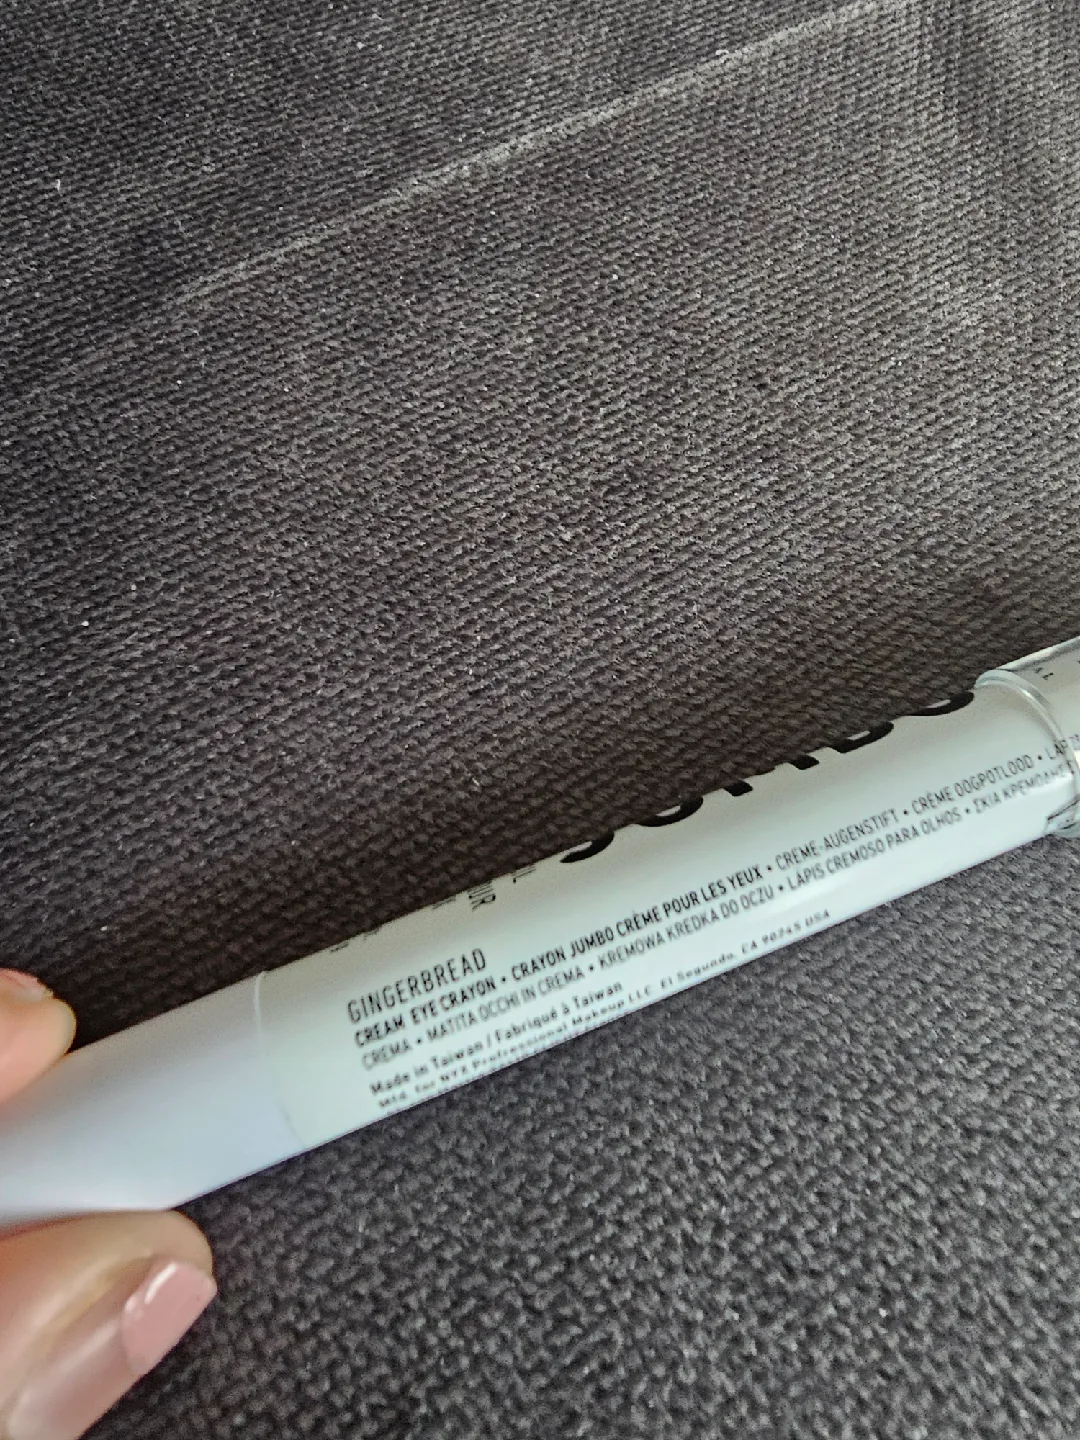 GINGERBREAD
CREAM EYE CRAYON • CRAYON JUMBO CRÈME POUR LES YEUX • CREME-AUGENSTIFT • CRÈME OOGPOTLOOD •
CREMA • MATITA OCCHI IN CREMA • KREMOWA KREDKA DO OCZU • LÁPIS CREMOSO PARA OLHOS • ΣΚΙΑ
Made in Taiwan / Fabriqué à Taiwan
Mfd. for NYX Professional Makeup LLC. El Segundo, CA 90245 USA